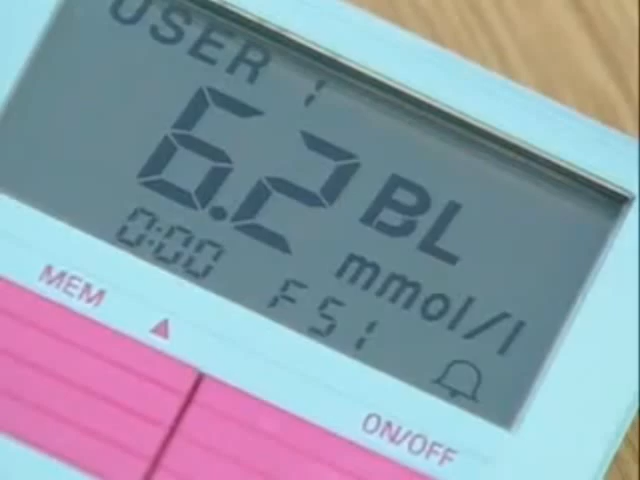 USER 1
6.2 BL
mmol/l
0:00 FS1
MEM
ON/OFF